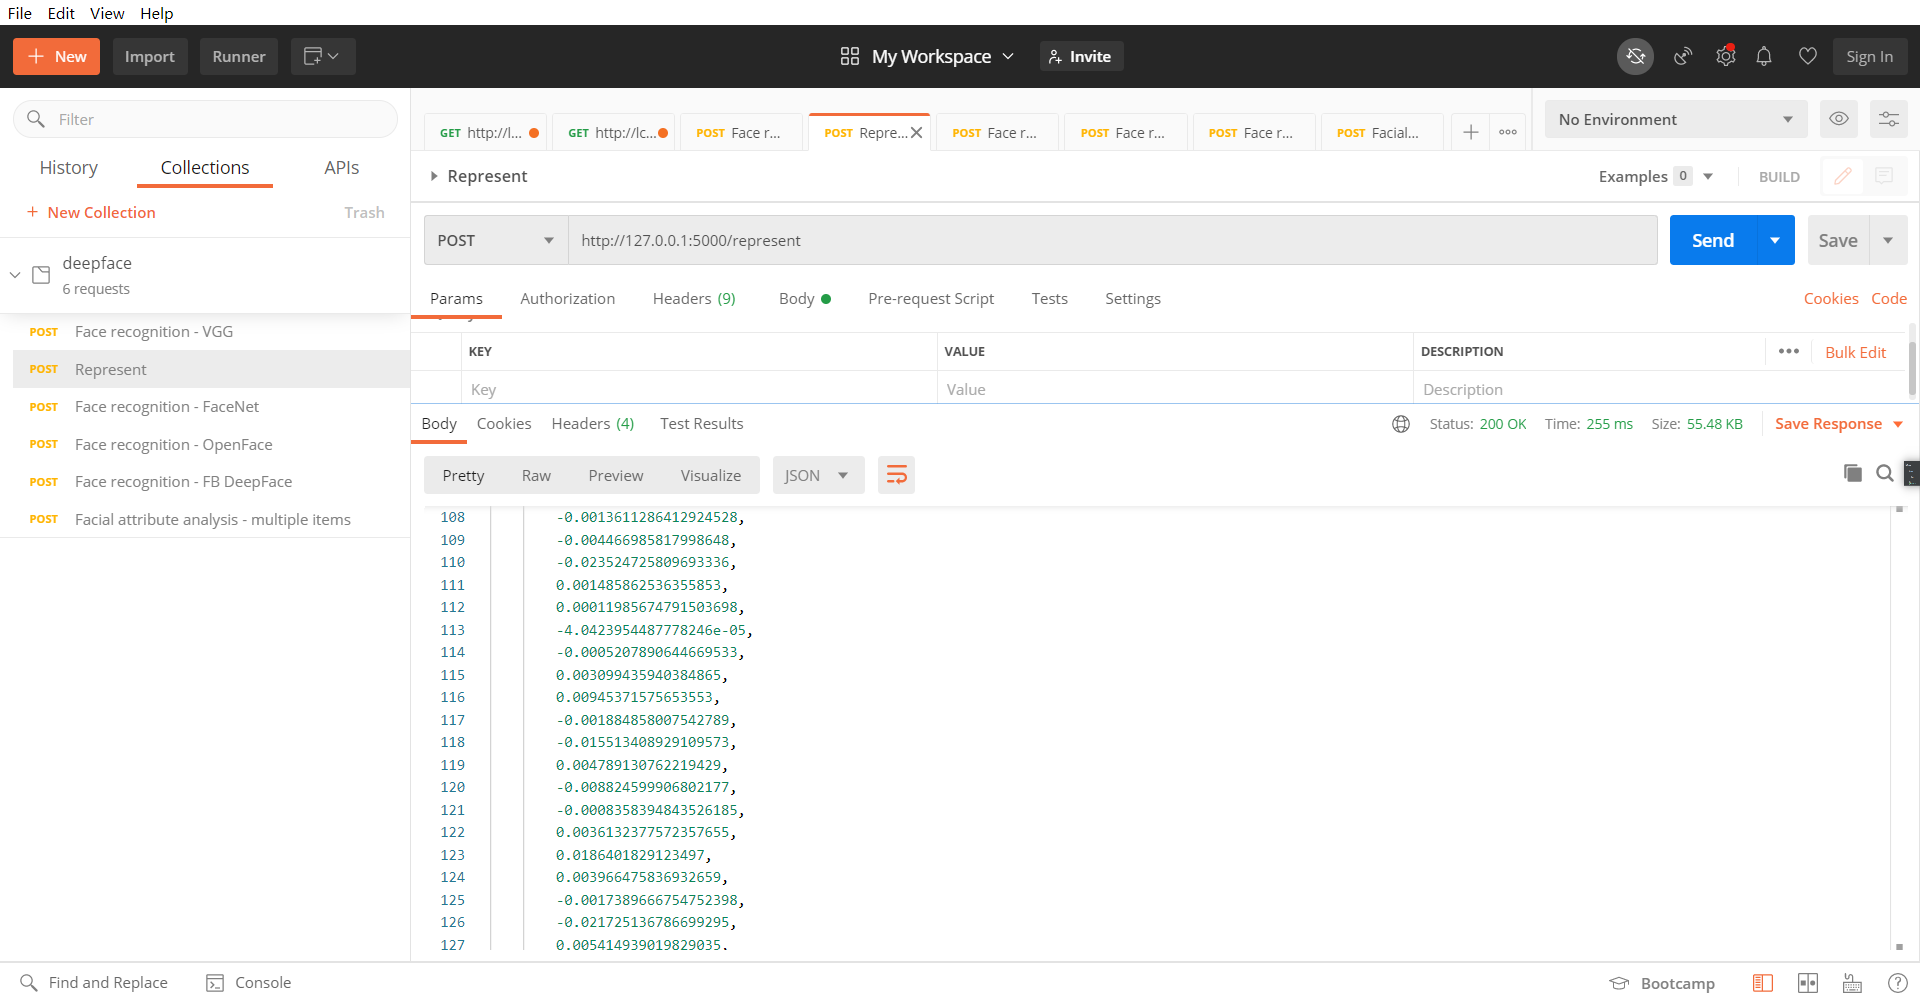 File Edit View Help
New Import Runner My Workspace Invite Sign In
Filter
History Collections APIs
+ New Collection Trash
deepface
6 requests
POST Face recognition - VGG
POST Represent
POST Face recognition - FaceNet
POST Face recognition - OpenFace
POST Face recognition - FB DeepFace
POST Facial attribute analysis - multiple items
GET http://l... GET http://lc... POST Face r... POST Repre... POST Face r... POST Face r... POST Face r... POST Facial...
No Environment
Represent Examples 0 BUILD
POST http://127.0.0.1:5000/represent Send Save
Params Authorization Headers (9) Body Pre-request Script Tests Settings Cookies Code
KEY VALUE DESCRIPTION Bulk Edit
Key Value Description
Body Cookies Headers (4) Test Results Status: 200 OK Time: 255 ms Size: 55.48 KB Save Response
Pretty Raw Preview Visualize JSON
108 -0.0013611286412924528,
109 -0.004466985817998648,
110 -0.023524725809693336,
111 0.001485862536355853,
112 0.00011985674791503698,
113 -4.0423954487778246e-05,
114 -0.0005207890644669533,
115 0.003099435940384865,
116 0.00945371575653553,
117 -0.001884858007542789,
118 -0.015513408929109573,
119 0.004789130762219429,
120 -0.008824599906802177,
121 -0.0008358394843526185,
122 0.0036132377572357655,
123 0.0186401829123497,
124 0.003966475836932659,
125 -0.0017389666754752398,
126 -0.021725136786699295,
127 0.005414939019829035,
Find and Replace Console Bootcamp